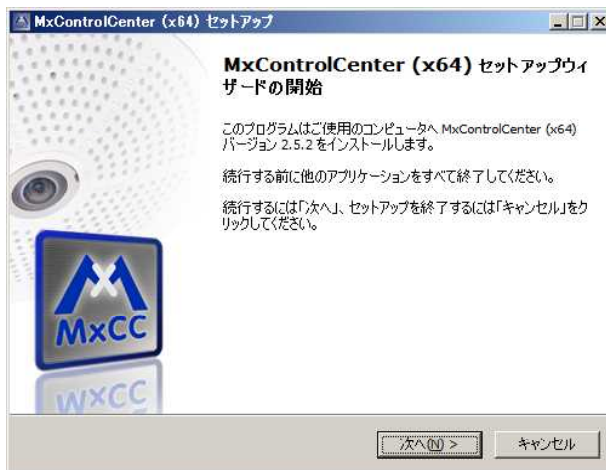 MxControlCenter (x64) セットアップ
MxControlCenter (x64) セットアップウィ
ザードの開始
このプログラムはご使用のコンピュータへ MxControlCenter (x64)
バージョン 2.5.2 をインストールします。
続行する前に他のアプリケーションをすべて終了してください。
続行するには「次へ」、セットアップを終了するには「キャンセル」をク
リックしてください。
MxCC
次へ(N) >
キャンセル